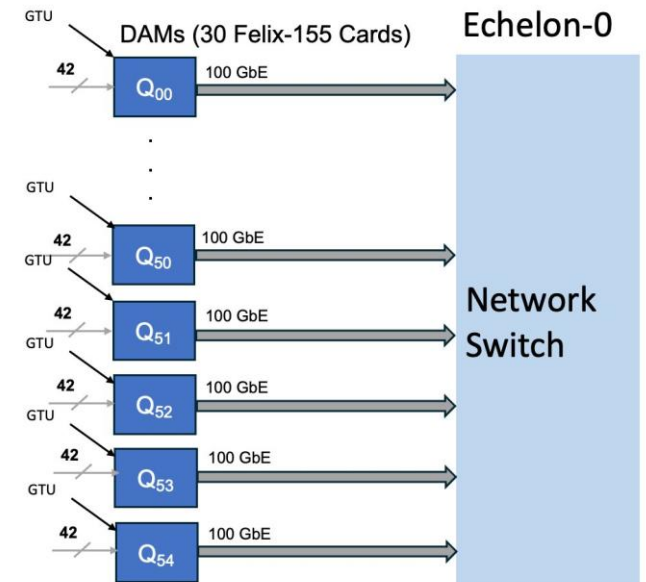 GTU
DAMs (30 Felix-155 Cards)
Echelon-0
42
Q00
100 GbE
GTU
42
Q50
100 GbE
GTU
42
Q51
100 GbE
GTU
42
Q52
100 GbE
GTU
42
Q53
100 GbE
GTU
42
Q54
100 GbE
Network
Switch